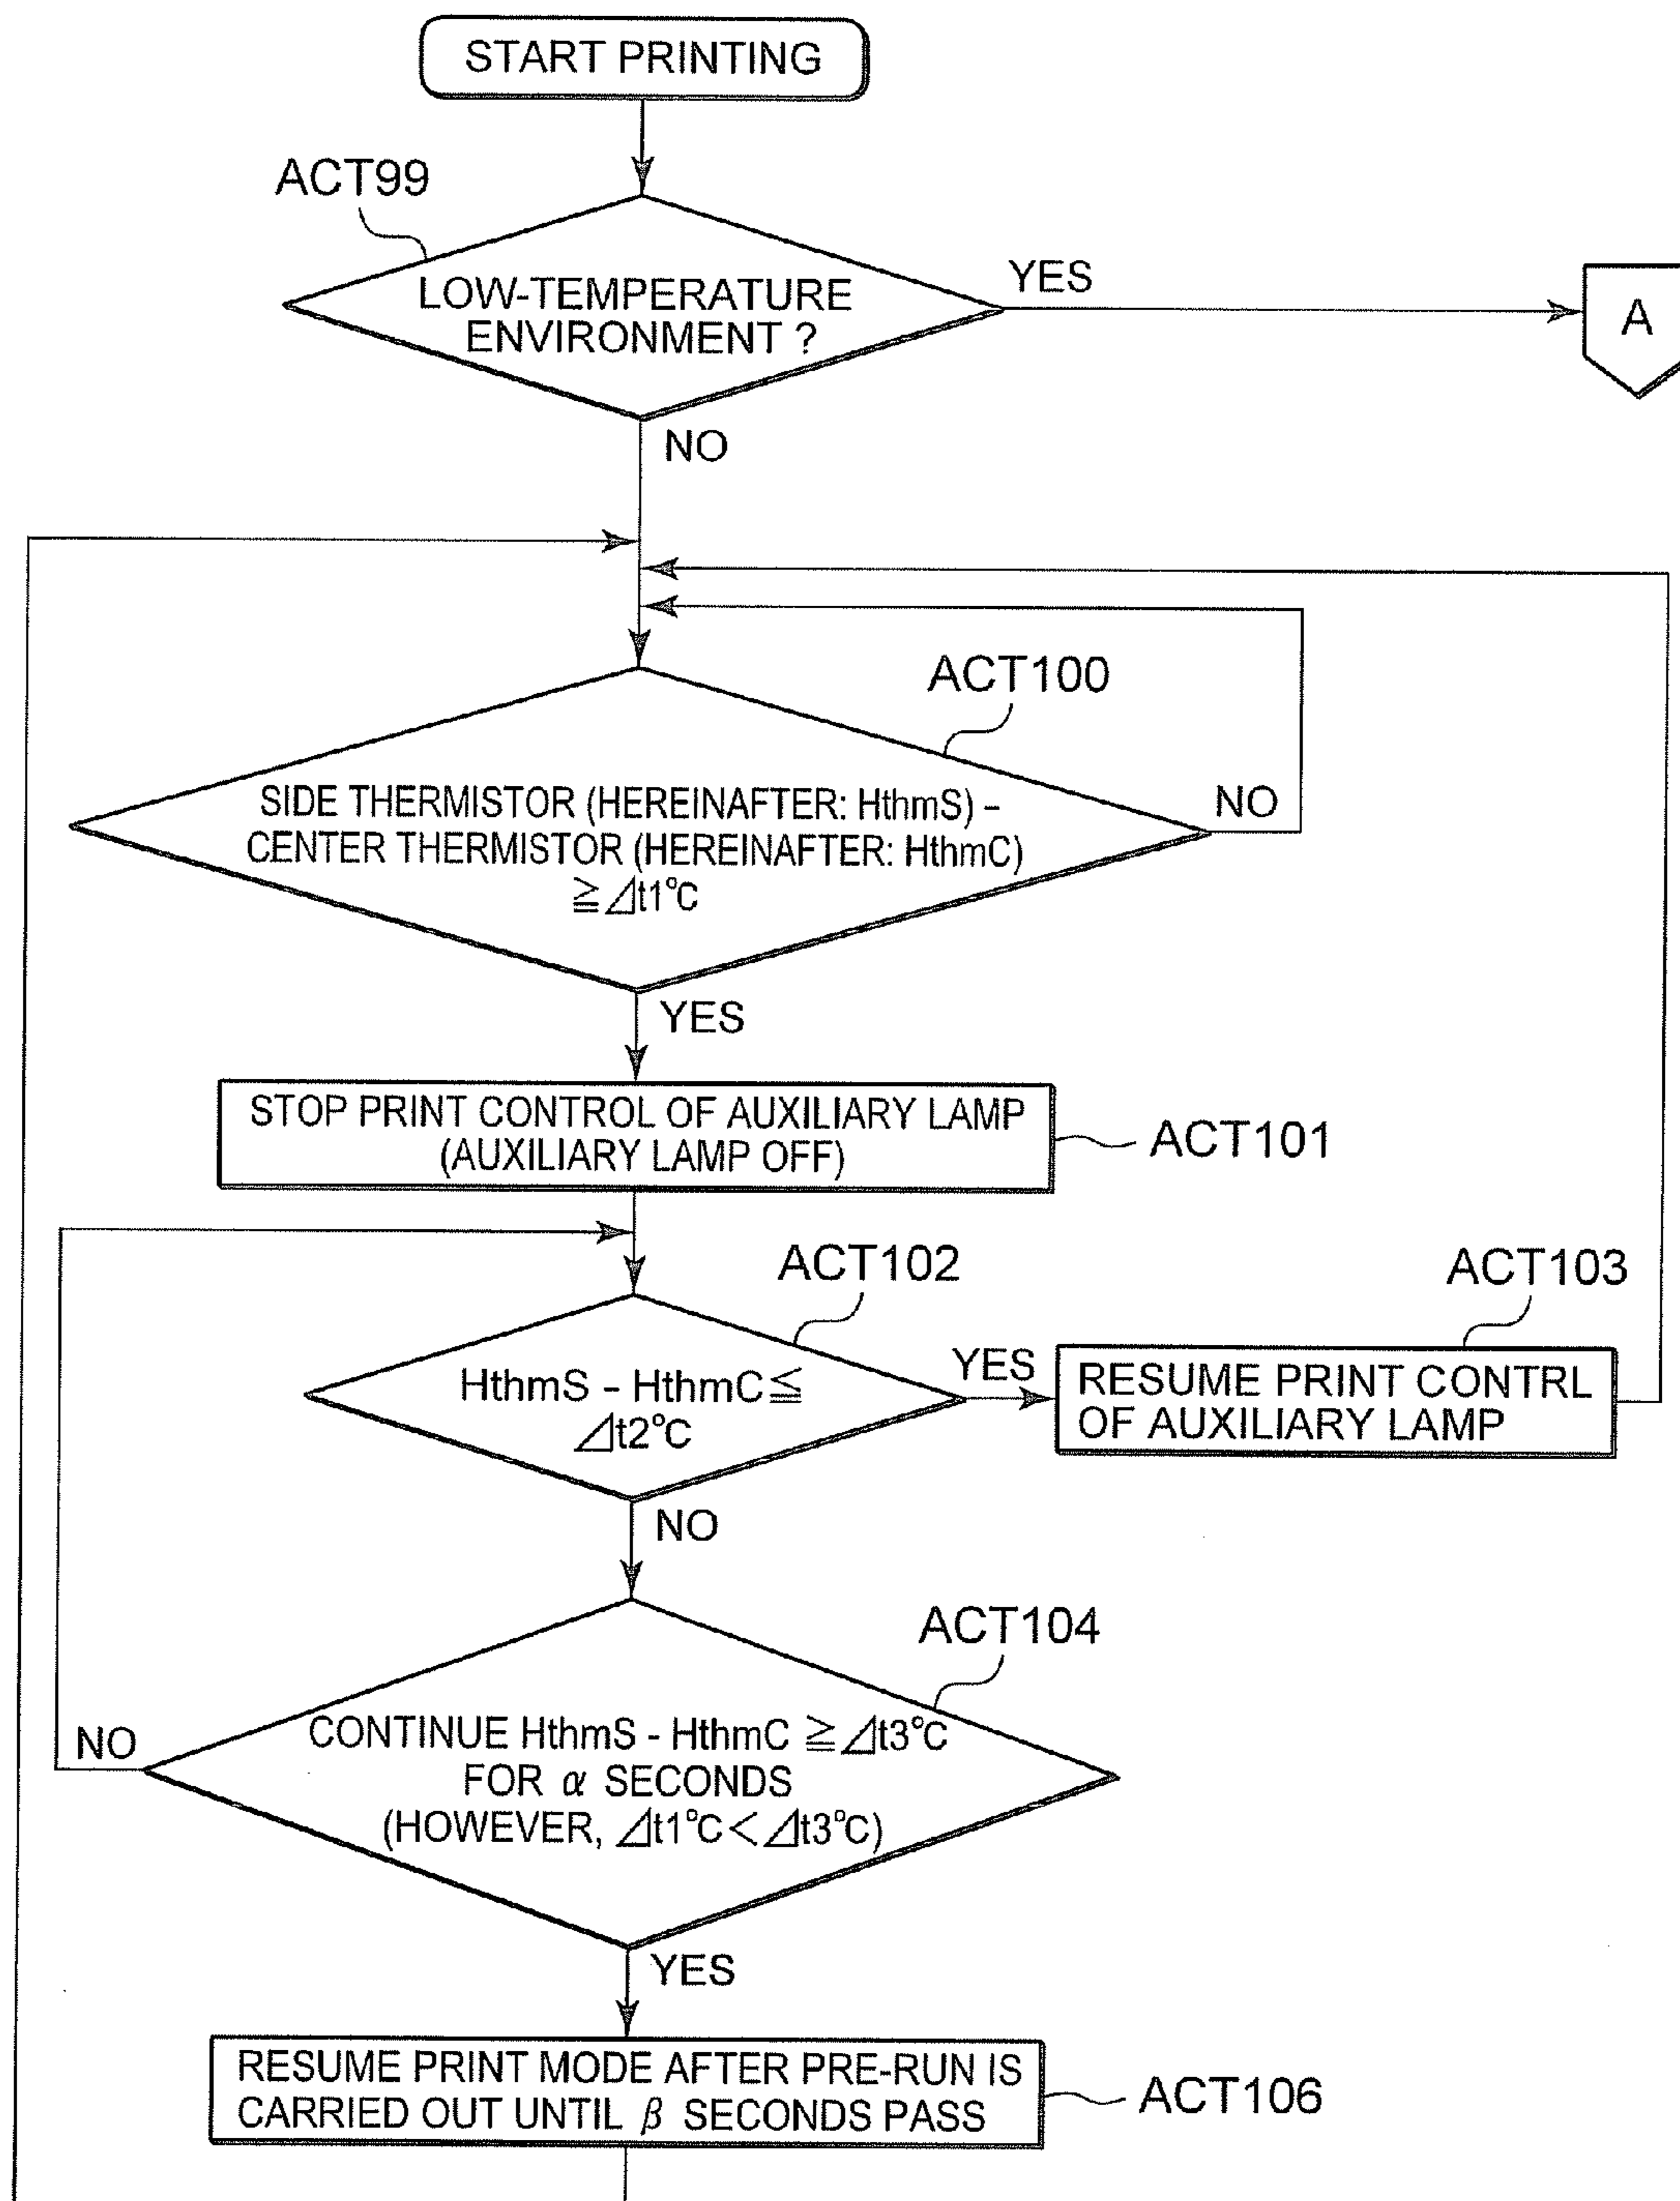 START PRINTING
ACT99
LOW-TEMPERATURE
ENVIRONMENT ?
YES
A
NO
ACT100
SIDE THERMISTOR (HEREINAFTER: HthmS) –
CENTER THERMISTOR (HEREINAFTER: HthmC)
≧⊿t1°C
NO
YES
STOP PRINT CONTROL OF AUXILIARY LAMP
(AUXILIARY LAMP OFF)
ACT101
ACT102
HthmS – HthmC≦
⊿t2°C
YES
ACT103
RESUME PRINT CONTRL
OF AUXILIARY LAMP
NO
ACT104
CONTINUE HthmS - HthmC ≧ ⊿t3°C
FOR α SECONDS
(HOWEVER, ⊿t1°C<⊿t3°C)
NO
YES
RESUME PRINT MODE AFTER PRE-RUN IS
CARRIED OUT UNTIL β SECONDS PASS
ACT106